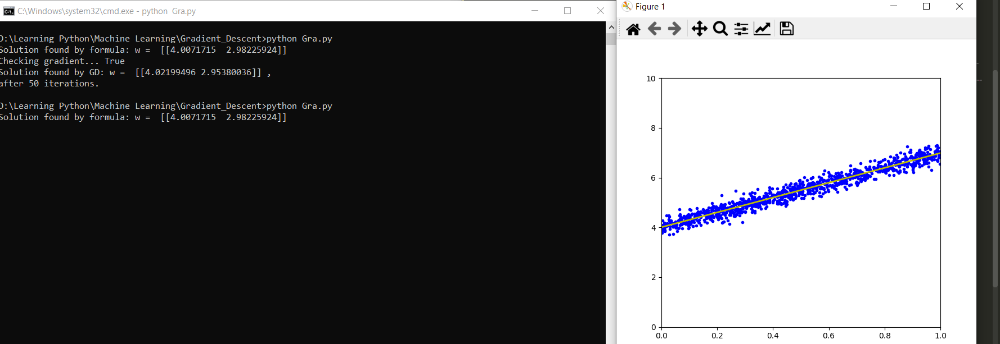 C:\Windows\system32\cmd.exe - python  Gra.py
D:\Learning Python\Machine Learning\Gradient_Descent>python Gra.py
Solution found by formula: w =  [[4.0071715  2.98225924]]
Checking gradient... True
Solution found by GD: w =  [[4.02199496 2.95380036]] ,
after 50 iterations.
D:\Learning Python\Machine Learning\Gradient_Descent>python Gra.py
Solution found by formula: w =  [[4.0071715  2.98225924]]
Figure 1
10
8
6
4
2
0
0.0 0.2 0.4 0.6 0.8 1.0